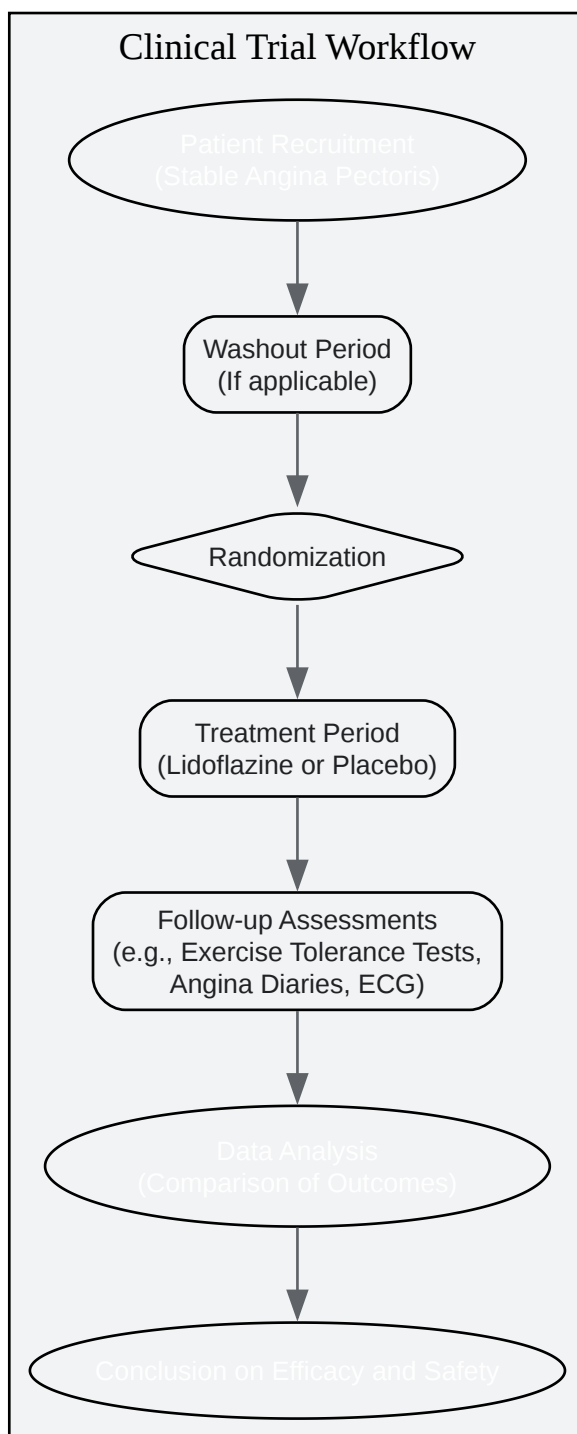 Clinical Trial Workflow
Patient Recruitment
(Stable Angina Pectoris)
Washout Period
(If applicable)
Randomization
Treatment Period
(Lidoflazine or Placebo)
Follow-up Assessments
(e.g., Exercise Tolerance Tests,
Angina Diaries, ECG)
Data Analysis
(Comparison of Outcomes)
Conclusion on Efficacy and Safety